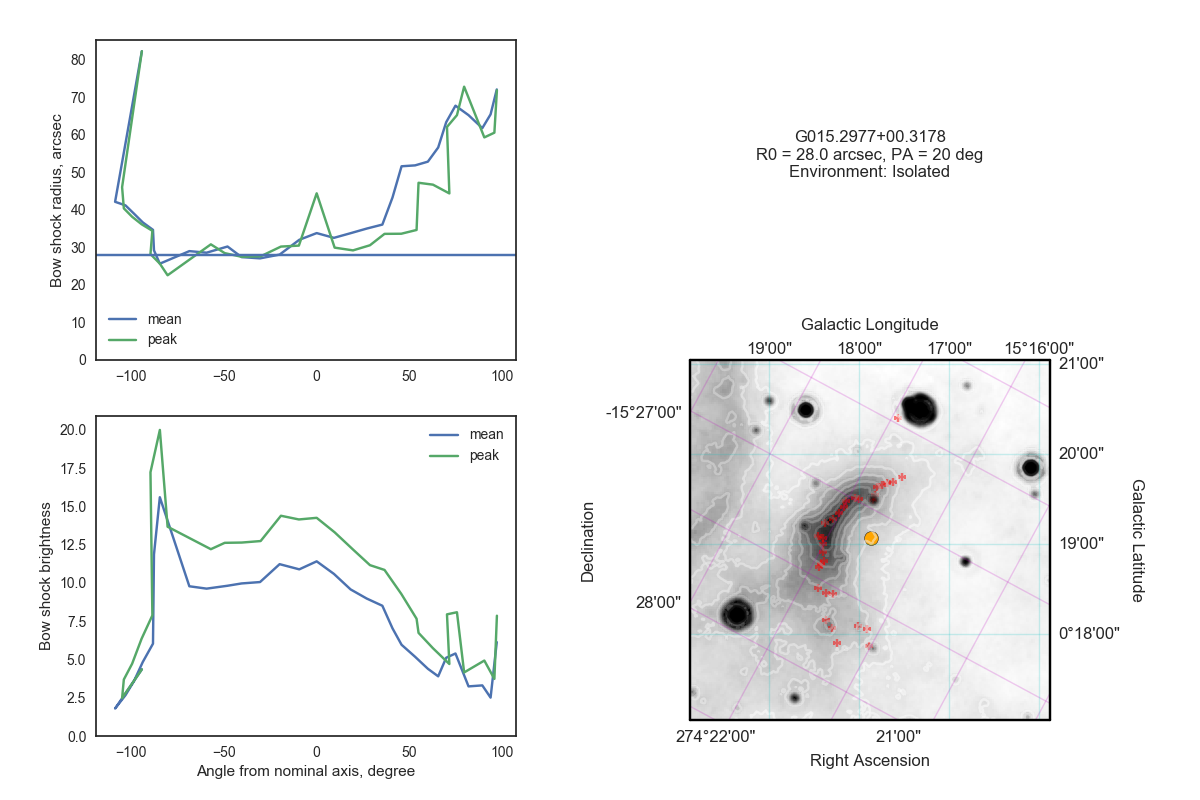 80
70
60
50
40
30
20
10
0
Bow shock radius, arcsec
mean
peak
−100
−50
0
50
100
20.0
17.5
15.0
12.5
10.0
7.5
5.0
2.5
0.0
Bow shock brightness
mean
peak
−100
−50
0
50
100
Angle from nominal axis, degree
G015.2977+00.3178
R0 = 28.0 arcsec, PA = 20 deg
Environment: Isolated
Galactic Longitude
19'00" 18'00" 17'00" 15°16'00"
21'00"
20'00"
19'00"
0°18'00"
Galactic Latitude
-15°27'00"
28'00"
Declination
274°22'00" 21'00"
Right Ascension